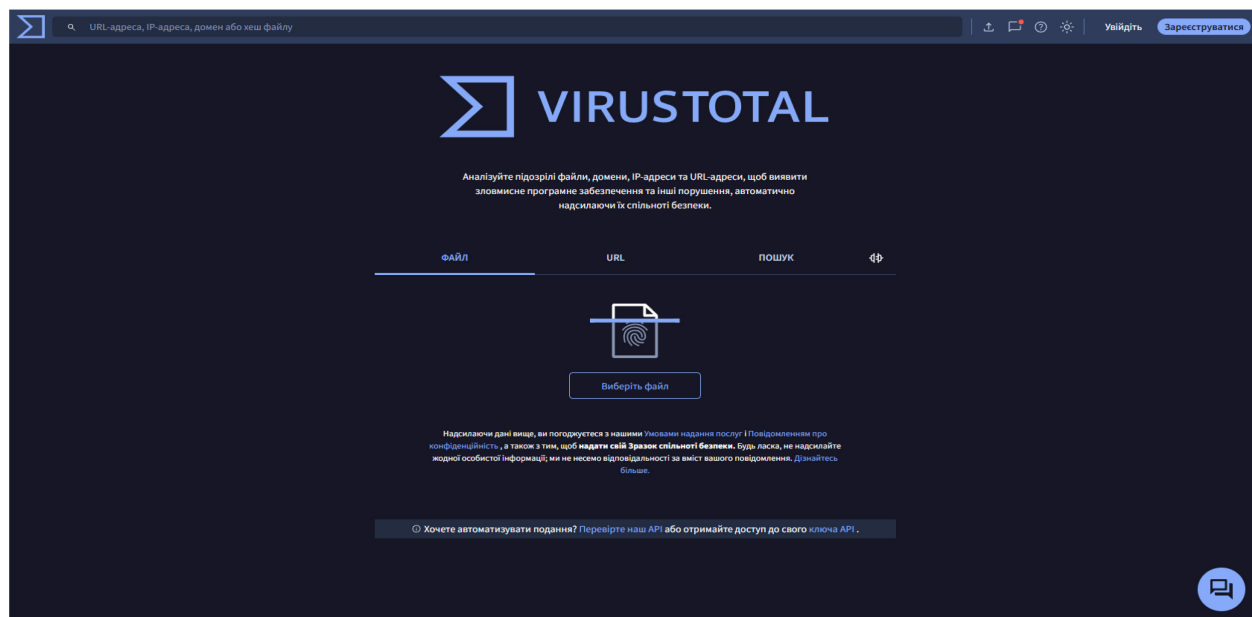 URL-адреса, IP-адреса, домен або хеш файлу
Увійдіть
Зареєструватися
VIRUSTOTAL
Аналізуйте підозрілі файли, домени, IP-адреси та URL-адреси, щоб виявити
зловмисне програмне забезпечення та інші порушення, автоматично
надсилаючи їх спільноті безпеки.
ФАЙЛ
URL
ПОШУК
Виберіть файл
Надсилаючи дані вище, ви погоджуєтеся з нашими Умовами надання послуг і Повідомленням про
конфіденційність , а також з тим, щоб надати свій Зразок спільноті безпеки. Будь ласка, не надсилайте
жодної особистої інформації; ми не несемо відповідальності за вміст вашого повідомлення. Дізнайтесь
більше.
Хочете автоматизувати подання? Перевірте наш API або отримайте доступ до свого ключа API .